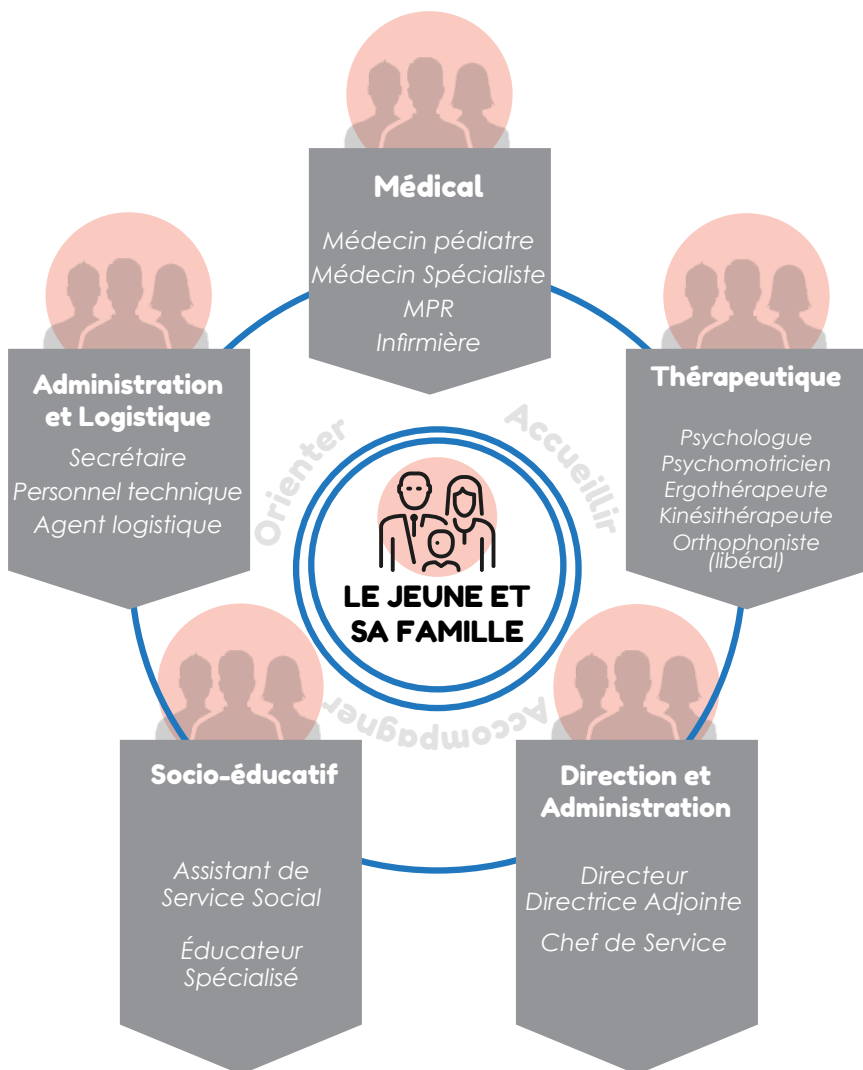 Médical
Médecin pédiatre
Médecin Spécialiste
MPR
Infirmière
Administration
et Logistique
Secrétaire
Personnel technique
Agent logistique
Thérapeutique
Psychologue
Psychomotricien
Ergothérapeute
Kinésithérapeute
Orthophoniste
(libéral)
Orienter
Accueillir
LE JEUNE ET
SA FAMILLE
Accompagner
Socio-éducatif
Assistant de
Service Social
Éducateur
Spécialisé
Direction et
Administration
Directeur
Directrice Adjointe
Chef de Service